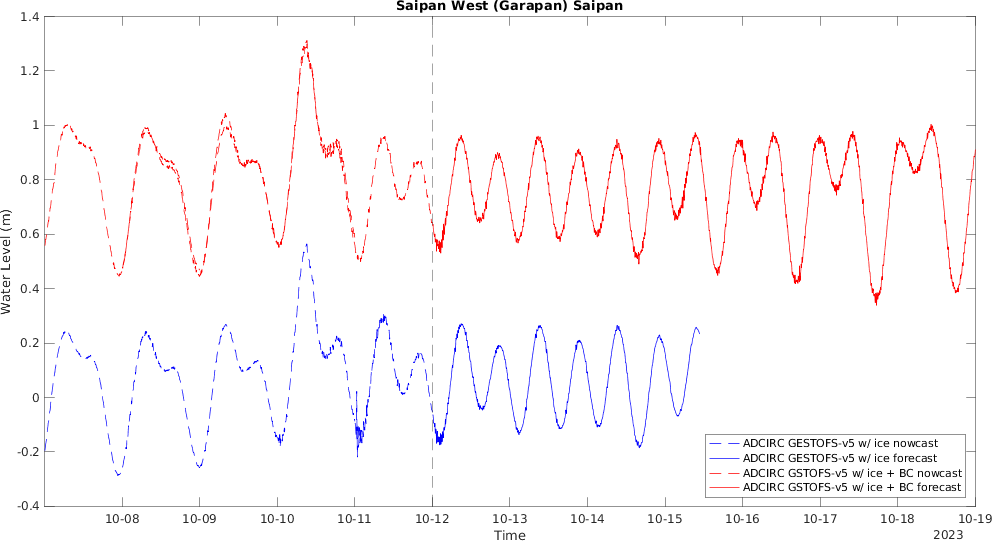 Saipan West (Garapan) Saipan
1.4
1.2
1
0.8
0.6
0.4
0.2
0
-0.2
-0.4
Water Level (m)
10-08 10-09 10-10 10-11 10-12 10-13 10-14 10-15 10-16 10-17 10-18 10-19
Time
2023
ADCIRC GESTOFS-v5 w/ ice nowcast
ADCIRC GESTOFS-v5 w/ ice forecast
ADCIRC GSTOFS-v5 w/ ice + BC nowcast
ADCIRC GSTOFS-v5 w/ ice + BC forecast